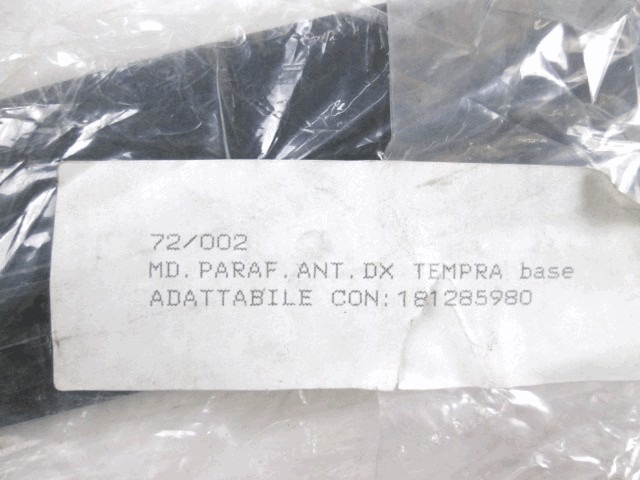 72/002
MD.PARAF.ANT.DX TEMPRA base
ADATTABILE CON:181285980